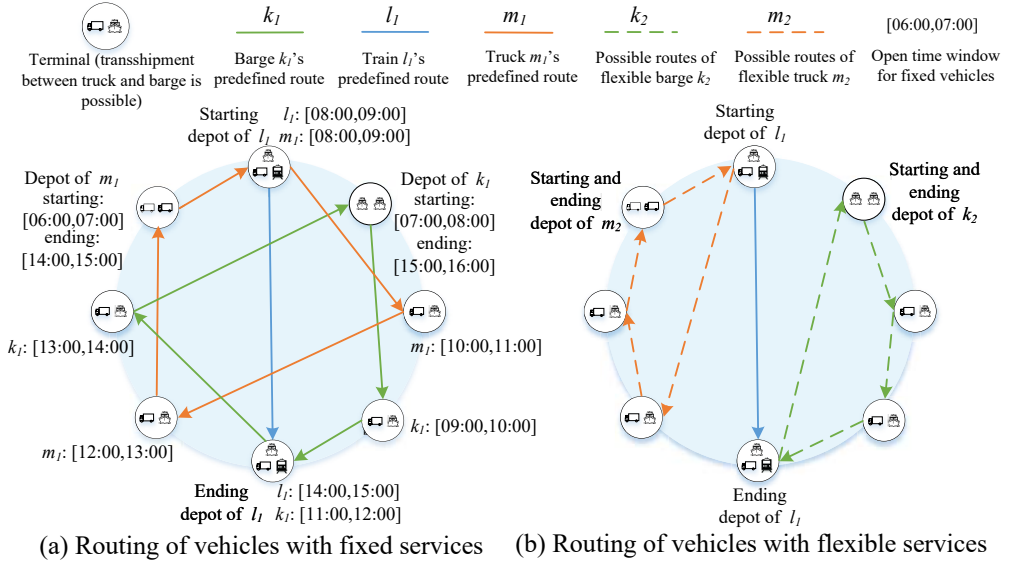 k₁ l₁ m₁ k₂ m₂ [06:00,07:00]
Terminal (transshipment
between truck and barge is
possible)
Barge k₁'s
predefined route
Train l₁'s
predefined route
Truck m₁'s
predefined route
Possible routes of
flexible barge k₂
Possible routes of
flexible truck m₂
Open time window
for fixed vehicles
Starting l₁: [08:00,09:00]
depot of l₁ m₁: [08:00,09:00]
Depot of m₁
starting:
[06:00,07:00]
ending:
[14:00,15:00]
Depot of k₁
starting:
[07:00,08:00]
ending:
[15:00,16:00]
k₁: [13:00,14:00]
m₁: [10:00,11:00]
m₁: [12:00,13:00]
k₁: [09:00,10:00]
Ending l₁: [14:00,15:00]
depot of l₁ k₁: [11:00,12:00]
(a) Routing of vehicles with fixed services
Starting
depot of l₁
Starting and
ending
depot of m₂
Starting and
ending
depot of k₂
Ending
depot of l₁
(b) Routing of vehicles with flexible services